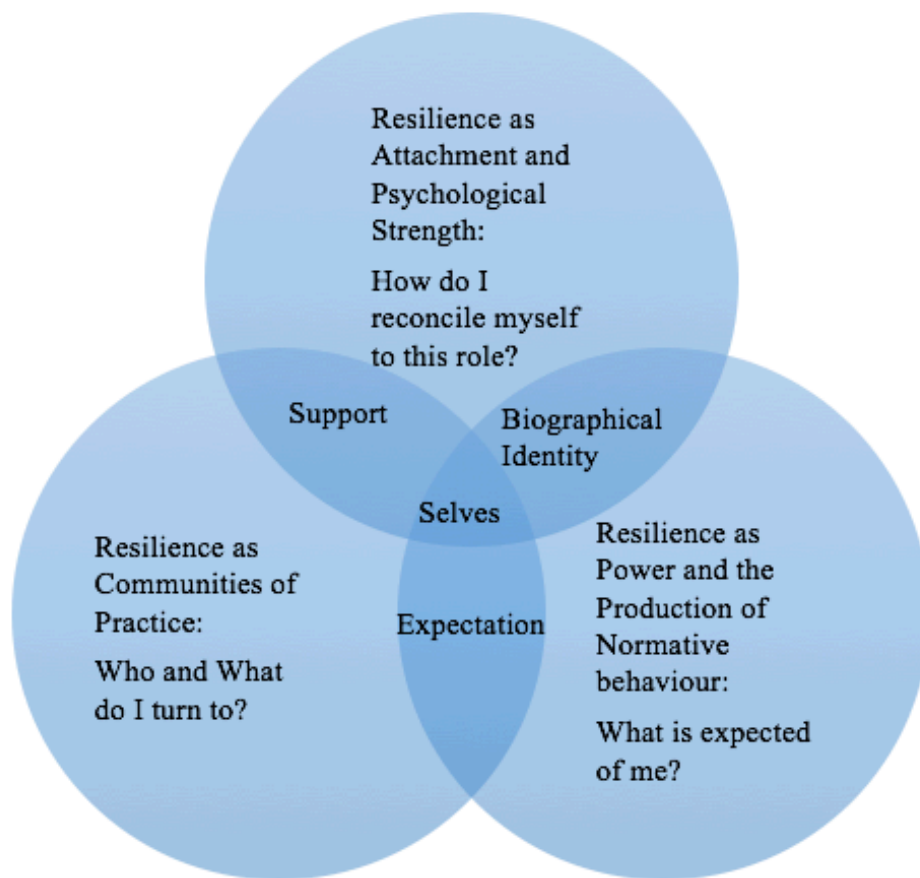 Resilience as
Attachment and
Psychological
Strength:
How do I
reconcile myself
to this role?
Support
Biographical
Identity
Selves
Resilience as
Communities of
Practice:
Who and What
do I turn to?
Expectation
Resilience as
Power and the
Production of
Normative
behaviour:
What is expected
of me?